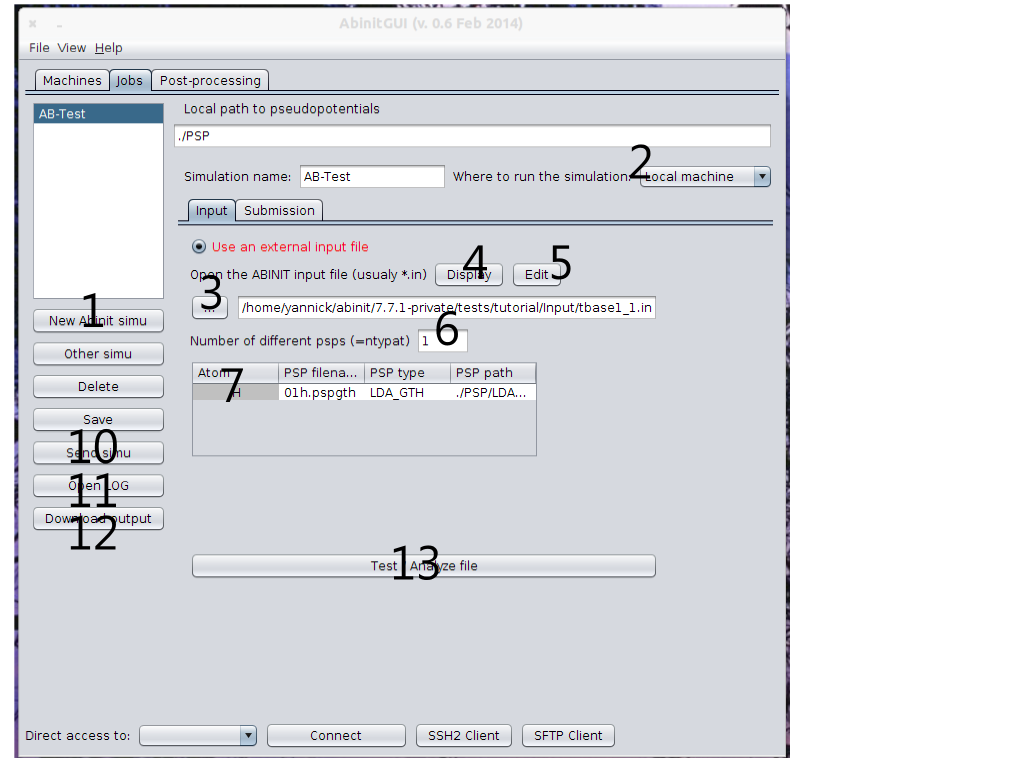 AbinitGUI (v. 0.6 Feb 2014)
File View Help
Machines Jobs Post-processing
AB-Test
Local path to pseudopotentials
./PSP
2
Simulation name: AB-Test Where to run the simulation: Local machine
Input Submission
Use an external input file
4 5
Open the ABINIT input file (usualy *.in) Display Edit
3
... /home/yannick/abinit/7.7.1-private/tests/tutorial/Input/tbase1_1.in
1
New Abinit simu
6
Number of different psps (=ntypat) 1
Other simu
Atom PSP filena... PSP type PSP path
7
H 01h.pspgth LDA_GTH ./PSP/LDA...
Delete
Save
10
Send simu
Open LOG
11
Download output
12
13
Test / Analyze file
Direct access to: Connect SSH2 Client SFTP Client